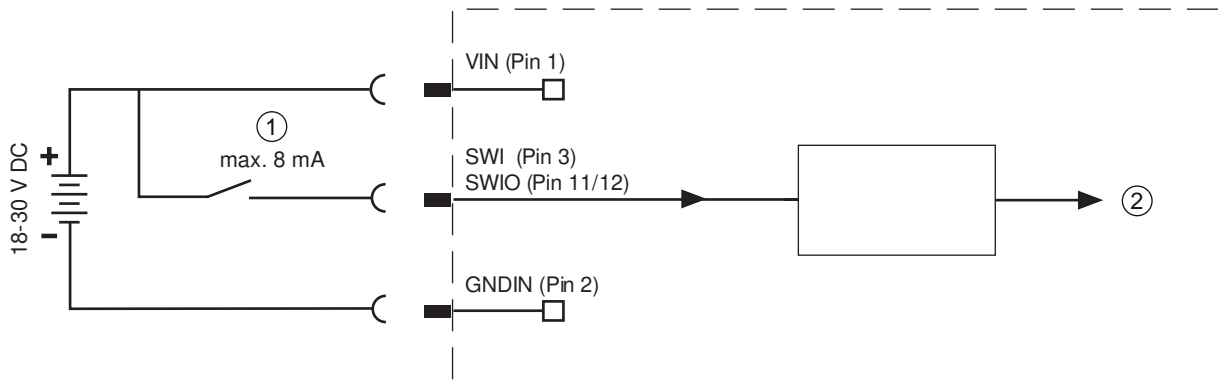 VIN (Pin 1)
①
max. 8 mA
SWI (Pin 3)
SWIO (Pin 11/12)
②
+
18-30 V DC
-
GNDIN (Pin 2)